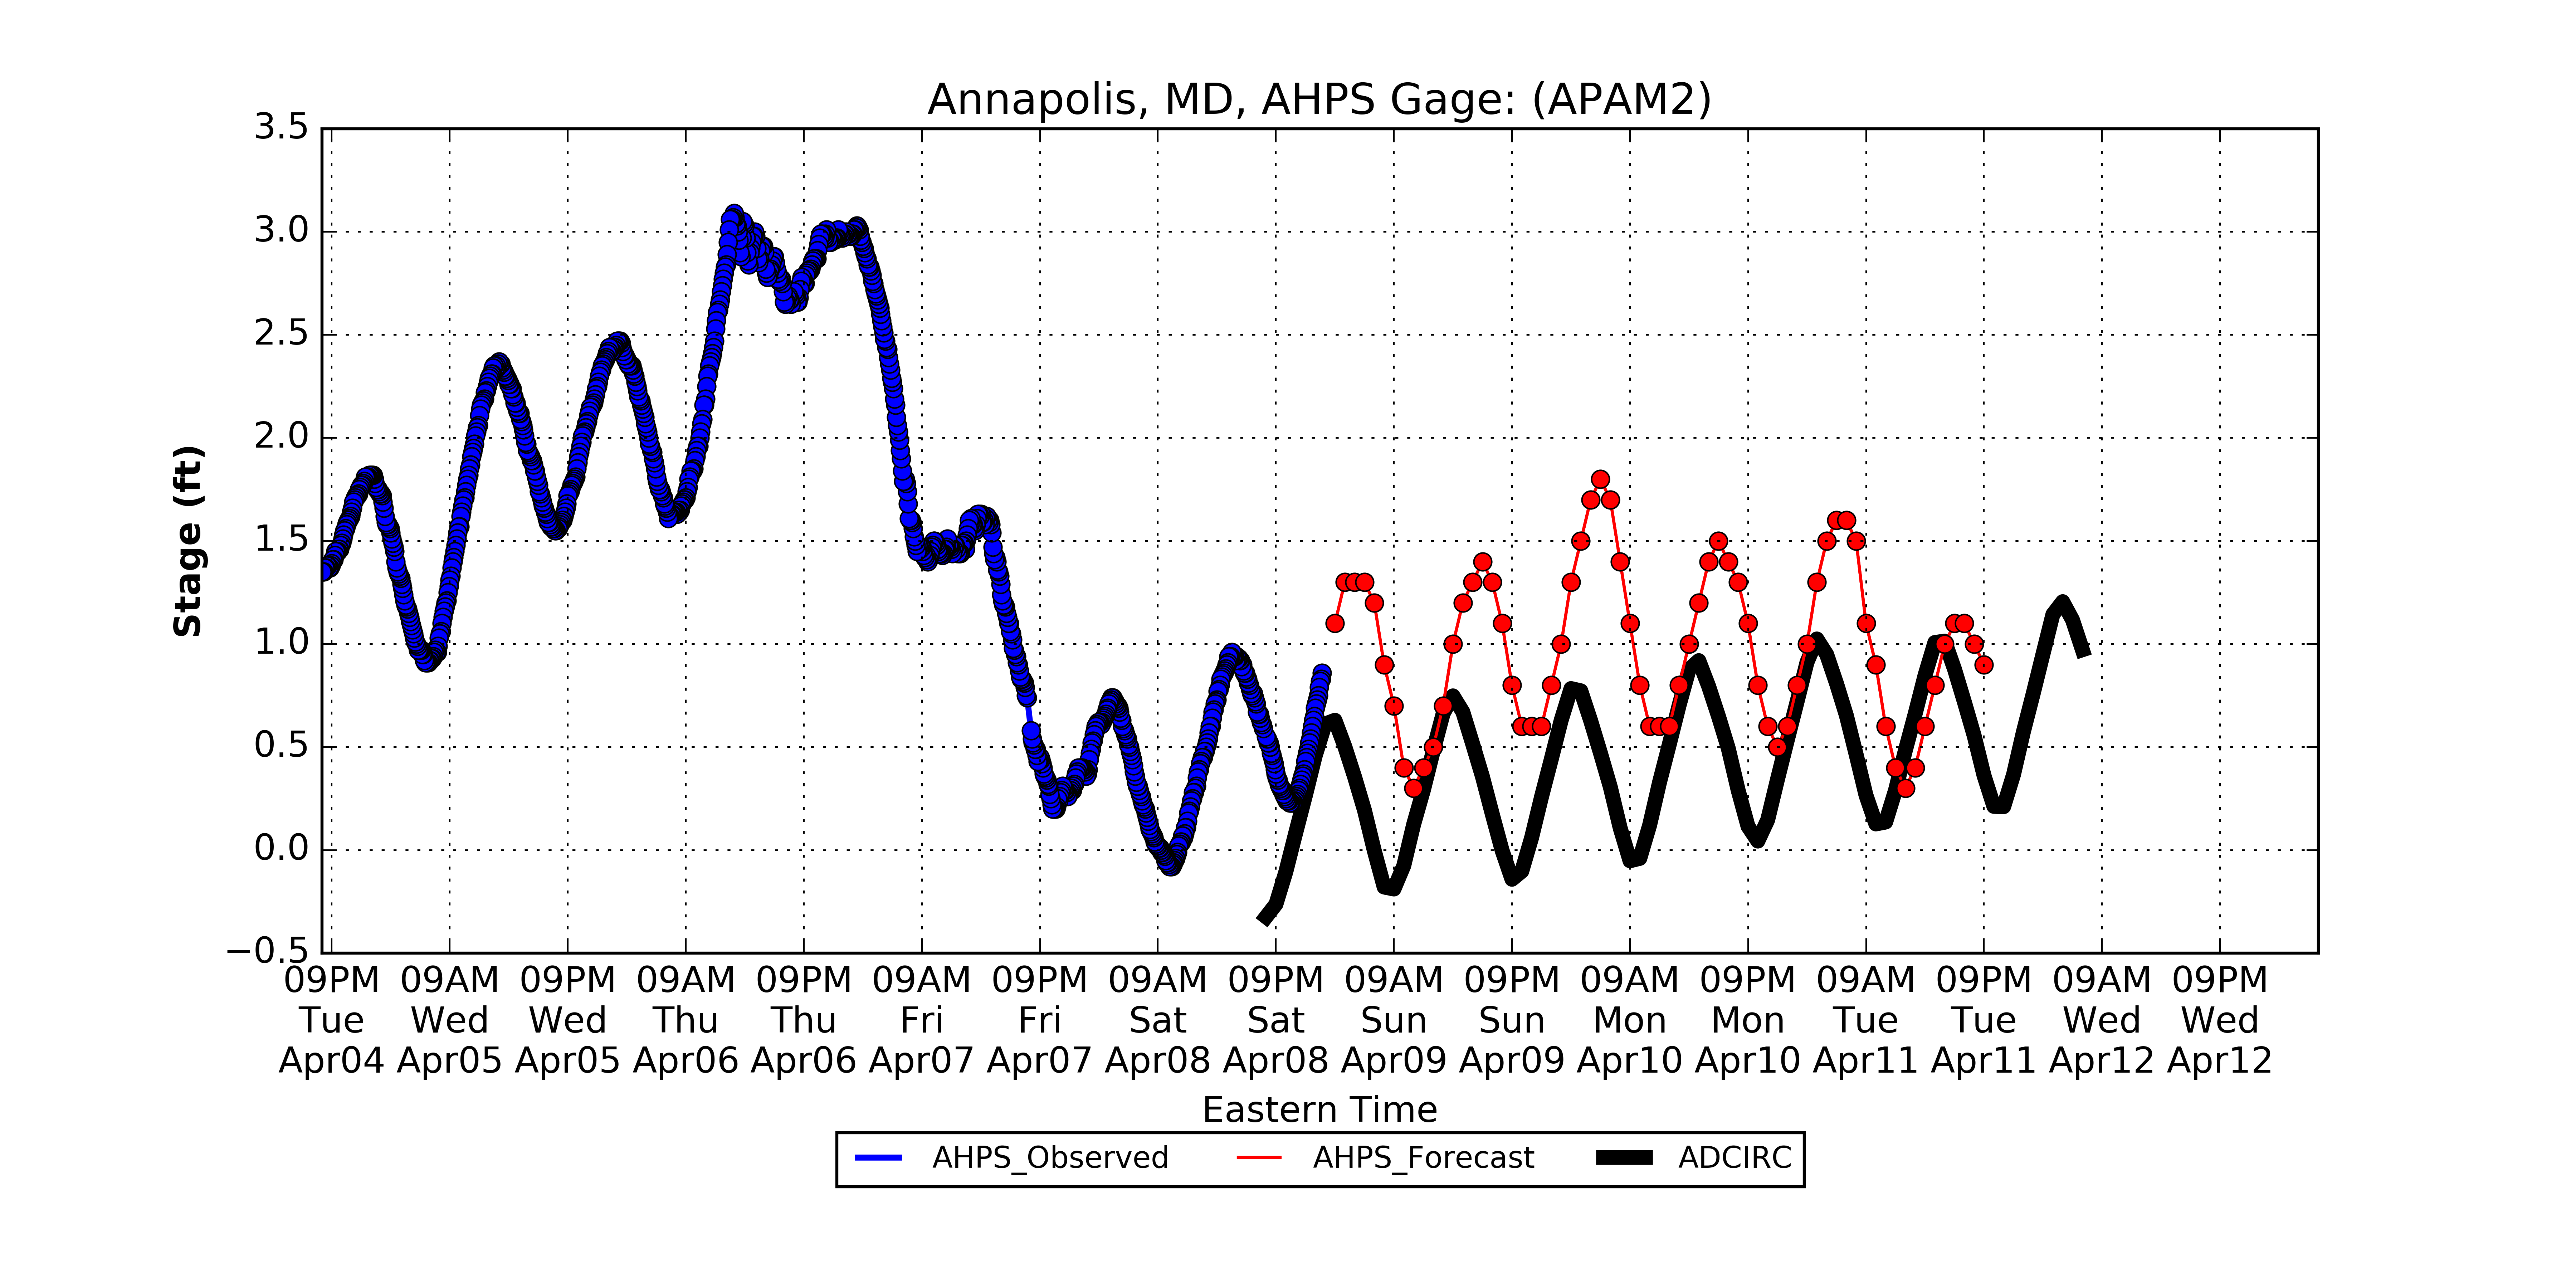 Annapolis, MD, AHPS Gage: (APAM2)
3.5
3.0
2.5
2.0
1.5
1.0
0.5
0.0
−0.5
Stage (ft)
09PM 09AM 09PM 09AM 09PM 09AM 09PM 09AM 09PM 09AM 09PM 09AM 09PM 09AM 09PM 09AM 09PM
Tue Wed Wed Thu Thu Fri Fri Sat Sat Sun Sun Mon Mon Tue Tue Wed Wed
Apr04 Apr05 Apr05 Apr06 Apr06 Apr07 Apr07 Apr08 Apr08 Apr09 Apr09 Apr10 Apr10 Apr11 Apr11 Apr12 Apr12
Eastern Time
AHPS_Observed AHPS_Forecast ADCIRC